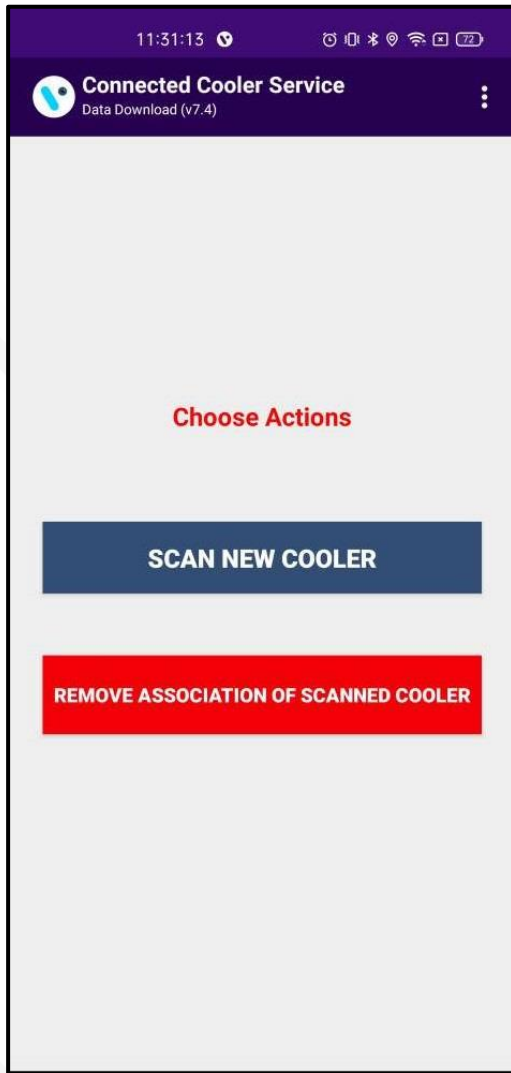 11:31:13
72
Connected Cooler Service
Data Download (v7.4)
Choose Actions
SCAN NEW COOLER
REMOVE ASSOCIATION OF SCANNED COOLER